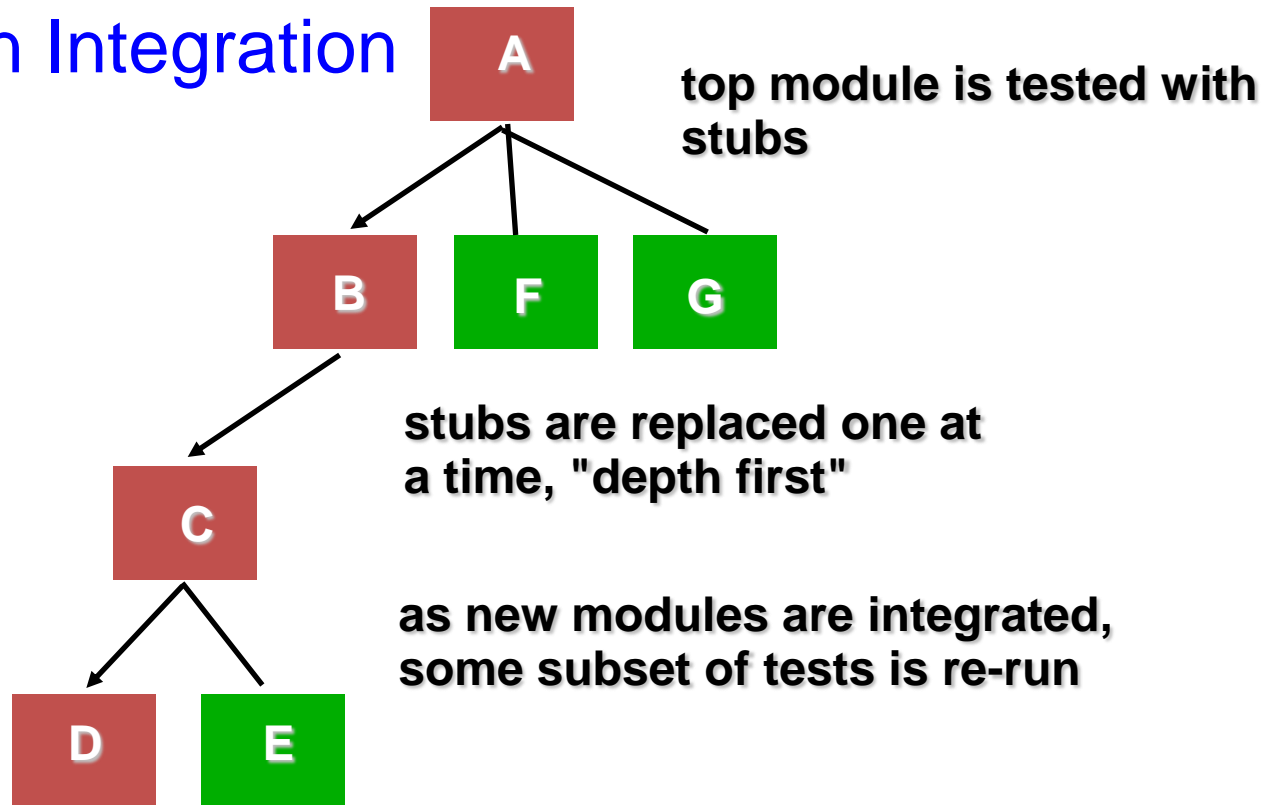 n Integration
A
top module is tested with
stubs
B
F
G
stubs are replaced one at
a time, "depth first"
C
as new modules are integrated,
some subset of tests is re-run
D
E